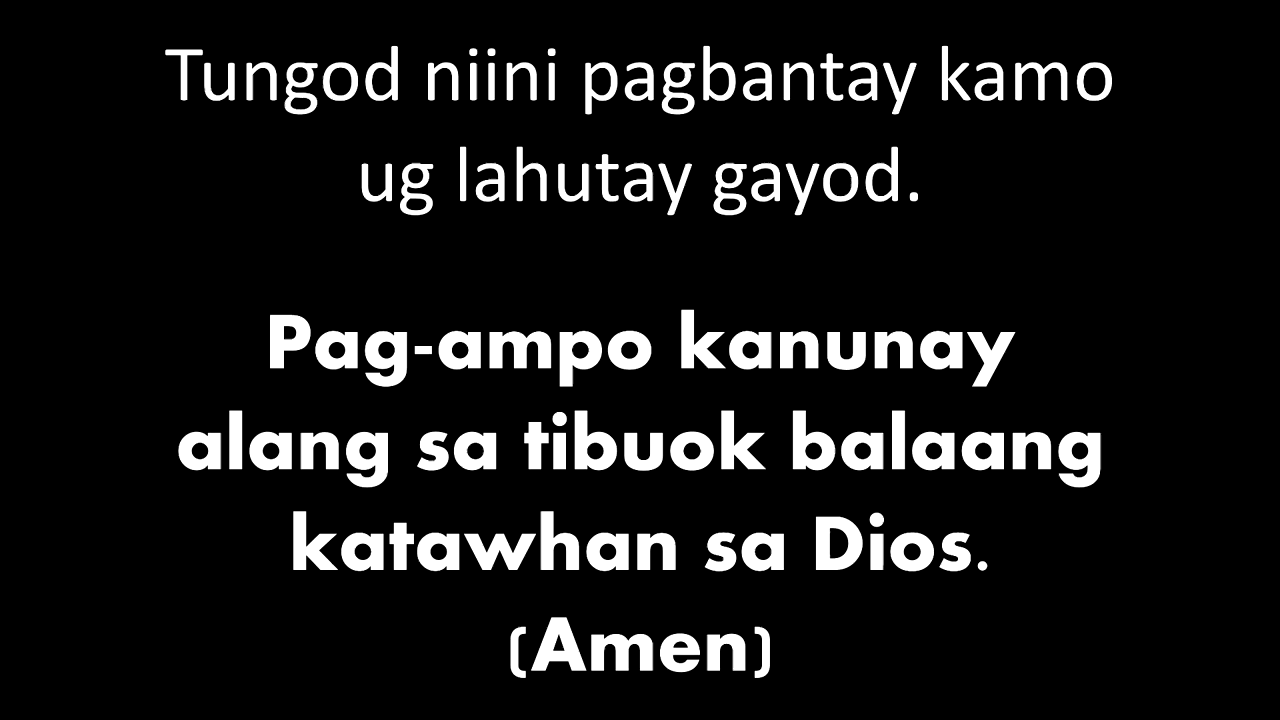 Tungod niini pagbantay kamo
ug lahutay gayod.
Pag-ampo kanunay
alang sa tibuok balaang
katawhan sa Dios.
(Amen)